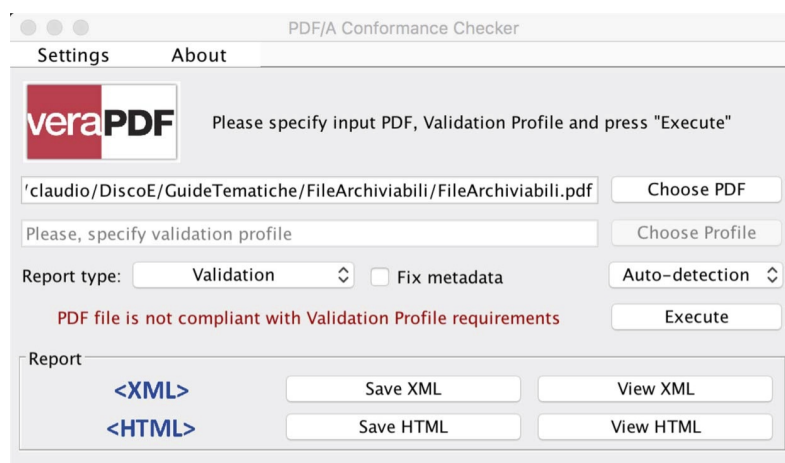 PDF/A Conformance Checker
Settings About
veraPDF
Please specify input PDF, Validation Profile and press "Execute"
'claudio/DiscoE/GuideTematiche/FileArchiviabili/FileArchiviabili.pdf Choose PDF
Please, specify validation profile Choose Profile
Report type: Validation Fix metadata Auto-detection
PDF file is not compliant with Validation Profile requirements Execute
Report
<XML> Save XML View XML
<HTML> Save HTML View HTML